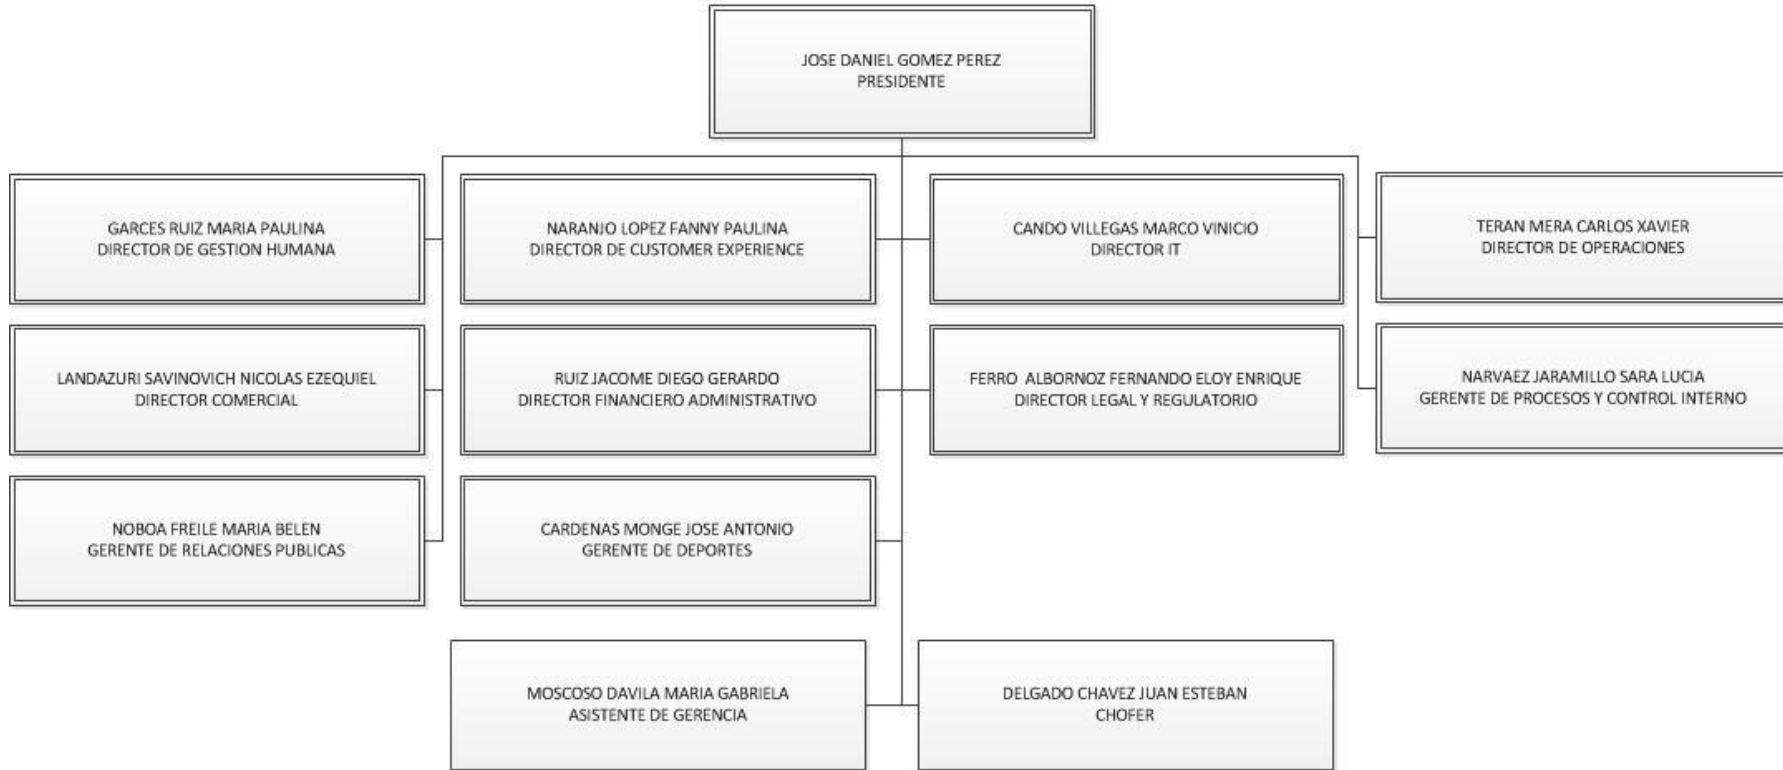 JOSE DANIEL GOMEZ PEREZ
PRESIDENTE
GARCES RUIZ MARIA PAULINA
DIRECTOR DE GESTION HUMANA
NARANJO LOPEZ FANNY PAULINA
DIRECTOR DE CUSTOMER EXPERIENCE
CANDO VILLEGAS MARCO VINICIO
DIRECTOR IT
TERAN MERA CARLOS XAVIER
DIRECTOR DE OPERACIONES
LANDAZURI SAVINOVICH NICOLAS EZEQUIEL
DIRECTOR COMERCIAL
RUIZ JACOME DIEGO GERARDO
DIRECTOR FINANCIERO ADMINISTRATIVO
FERRO  ALBORNOZ FERNANDO ELOY ENRIQUE
DIRECTOR LEGAL Y REGULATORIO
NARVAEZ JARAMILLO SARA LUCIA
GERENTE DE PROCESOS Y CONTROL INTERNO
NOBOA FREILE MARIA BELEN
GERENTE DE RELACIONES PUBLICAS
CARDENAS MONGE JOSE ANTONIO
GERENTE DE DEPORTES
MOSCOSO DAVILA MARIA GABRIELA
ASISTENTE DE GERENCIA
DELGADO CHAVEZ JUAN ESTEBAN
CHOFER